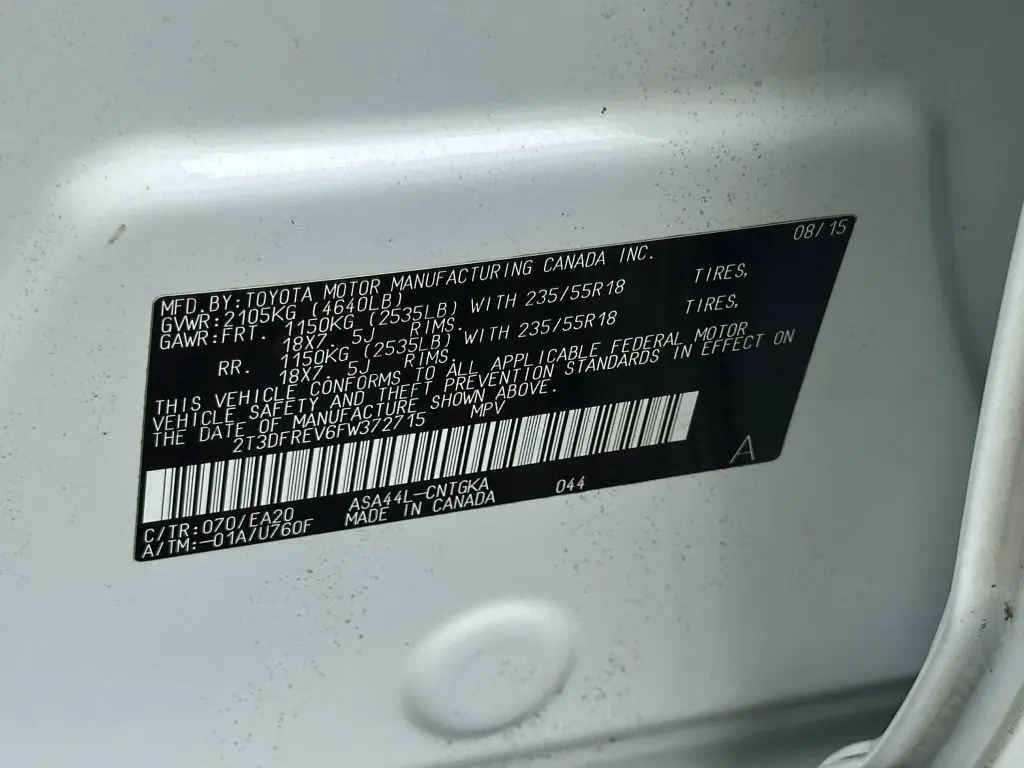 08/15
MFD.BY:TOYOTA MOTOR MANUFACTURING CANADA INC.
GVWR:2105KG (4640LB)
GAWR:FRT. 1150KG (2535LB) WITH 235/55R18 TIRES,
18X7. 5J RIMS.
RR. 1150KG (2535LB) WITH 235/55R18 TIRES,
18X7. 5J RIMS.
THIS VEHICLE CONFORMS TO ALL APPLICABLE FEDERAL MOTOR
VEHICLE SAFETY AND THEFT PREVENTION STANDARDS IN EFFECT ON
THE DATE OF MANUFACTURE SHOWN ABOVE.
2T3DFREV6FW372715 MPV
A
C/TR:070/EA20 ASA44L-CNTGKA 044
A/TM:-01A/U760F MADE IN CANADA